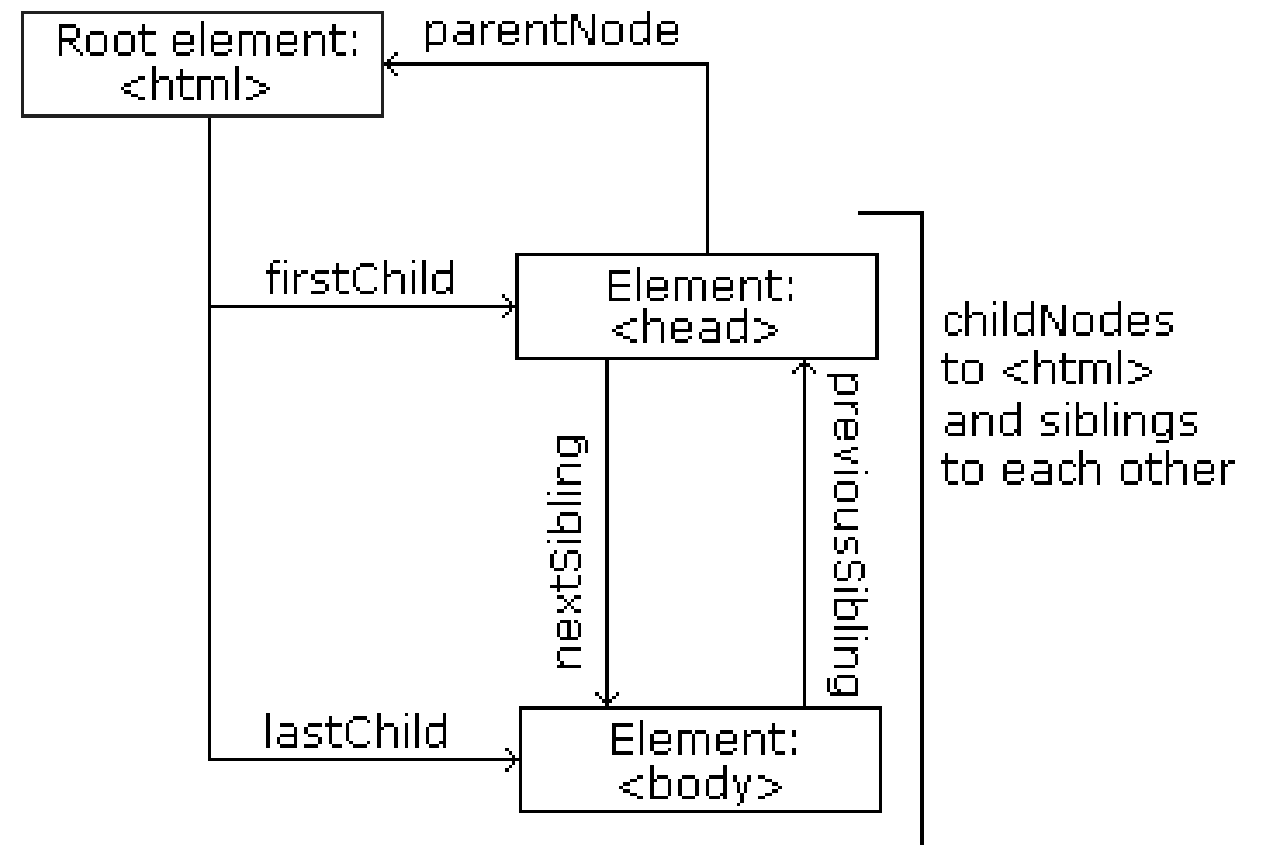 Root element:
<html>
parentNode
firstChild
Element:
<head>
childNodes
to <html>
and siblings
to each other
nextSibling
previousSibling
lastChild
Element:
<body>